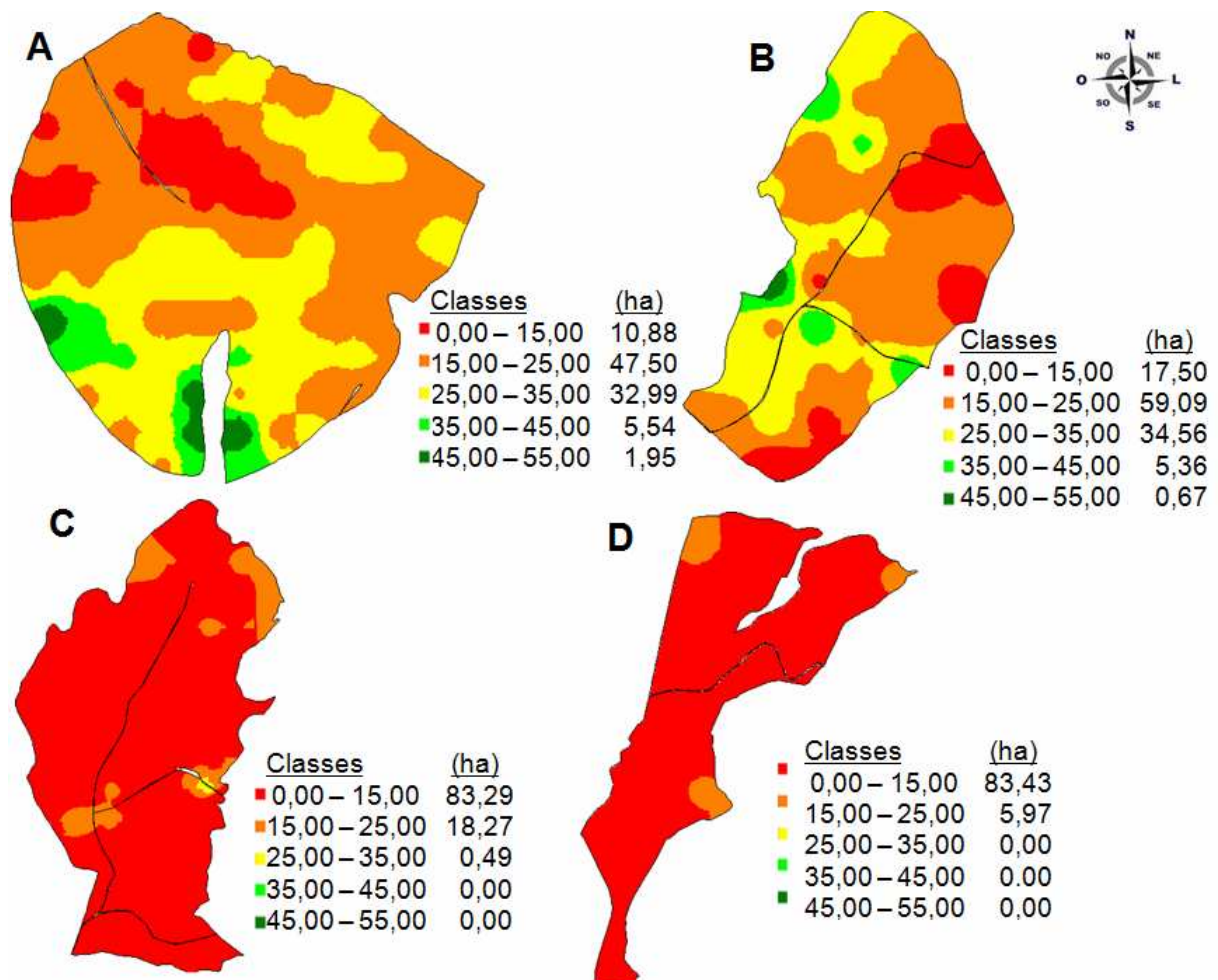 A
B
N
NO NE
O L
SO SE
S
Classes (ha)
0,00 – 15,00 10,88
15,00 – 25,00 47,50
25,00 – 35,00 32,99
35,00 – 45,00 5,54
45,00 – 55,00 1,95
Classes (ha)
0,00 – 15,00 17,50
15,00 – 25,00 59,09
25,00 – 35,00 34,56
35,00 – 45,00 5,36
45,00 – 55,00 0,67
C
D
Classes (ha)
0,00 – 15,00 83,29
15,00 – 25,00 18,27
25,00 – 35,00 0,49
35,00 – 45,00 0,00
45,00 – 55,00 0,00
Classes (ha)
0,00 – 15,00 83,43
15,00 – 25,00 5,97
25,00 – 35,00 0,00
35,00 – 45,00 0.00
45,00 – 55,00 0,00